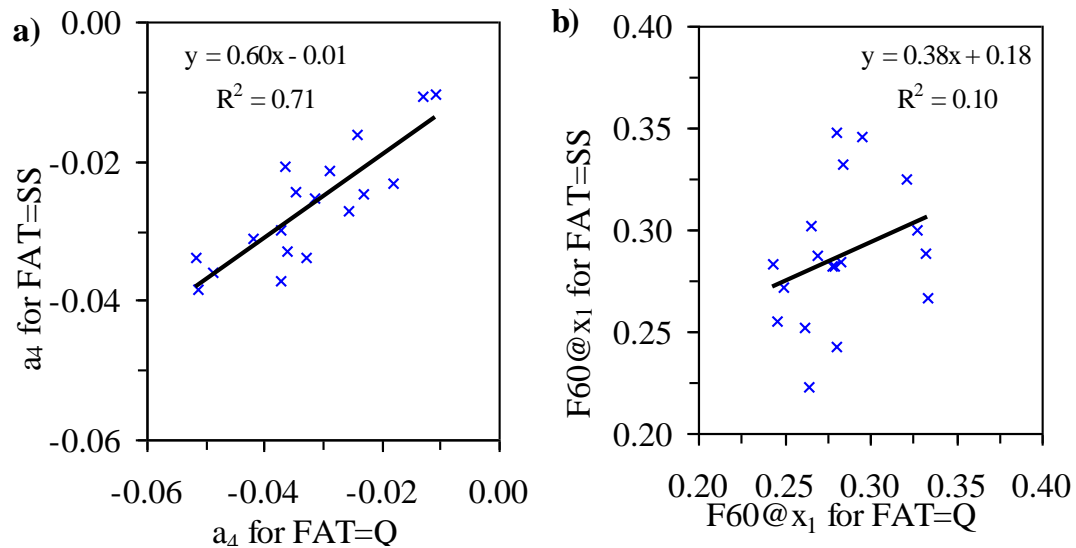 a)
y = 0.60x - 0.01
R² = 0.71
0.00
-0.02
-0.04
-0.06
a₄ for FAT=SS
-0.06 -0.04 -0.02 0.00
a₄ for FAT=Q
b)
y = 0.38x + 0.18
R² = 0.10
0.40
0.35
0.30
0.25
0.20
F60@x₁ for FAT=SS
0.20 0.25 0.30 0.35 0.40
F60@x₁ for FAT=Q